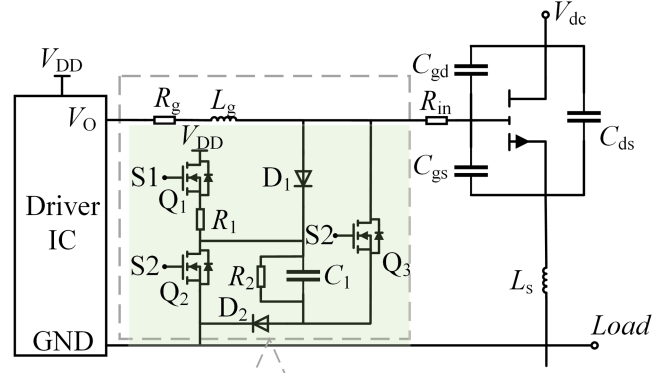 V_dc
V_DD
C_gd
R_g
L_g
R_in
V_O
V_DD
C_ds
S1
D_1
C_gs
Q_1
Driver
IC
R_1
S2
S2
Q_3
R_2
C_1
Q_2
L_s
D_2
Load
GND